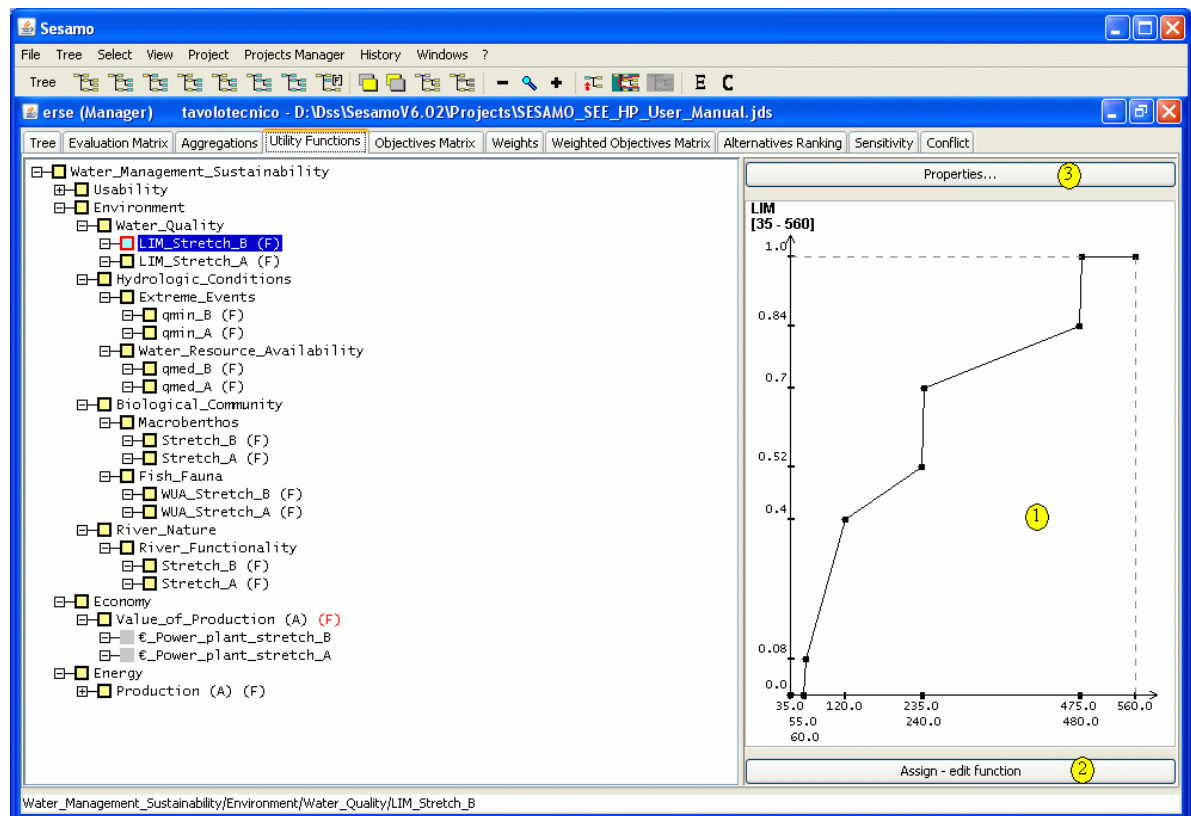 Sesamo
File Tree Select View Project Projects Manager History Windows ?
Tree E C
erse (Manager) tavolotecnico - D:\Dss\SesamoV6.02\Projects\SESAMO_SEE_HP_User_Manual.jds
Tree Evaluation Matrix Aggregations Utility Functions Objectives Matrix Weights Weighted Objectives Matrix Alternatives Ranking Sensitivity Conflict
Water_Management_Sustainability
Usability
Environment
Water_Quality
LIM_Stretch_B (F)
LIM_Stretch_A (F)
Hydrologic_Conditions
Extreme_Events
qmin_B (F)
qmin_A (F)
Water_Resource_Availability
qmed_B (F)
qmed_A (F)
Biological_Community
Macrobenthos
Stretch_B (F)
Stretch_A (F)
Fish_Fauna
WUA_Stretch_B (F)
WUA_Stretch_A (F)
River_Nature
River_Functionality
Stretch_B (F)
Stretch_A (F)
Economy
Value_of_Production (A) (F)
€_Power_plant_stretch_B
€_Power_plant_stretch_A
Energy
Production (A) (F)
Properties... 3
LIM
[35 - 560]
1.0
0.84
0.7
0.52
0.4
1
0.08
0.0
35.0 120.0 235.0 475.0 560.0
55.0 240.0 480.0
60.0
Assign - edit function 2
Water_Management_Sustainability/Environment/Water_Quality/LIM_Stretch_B